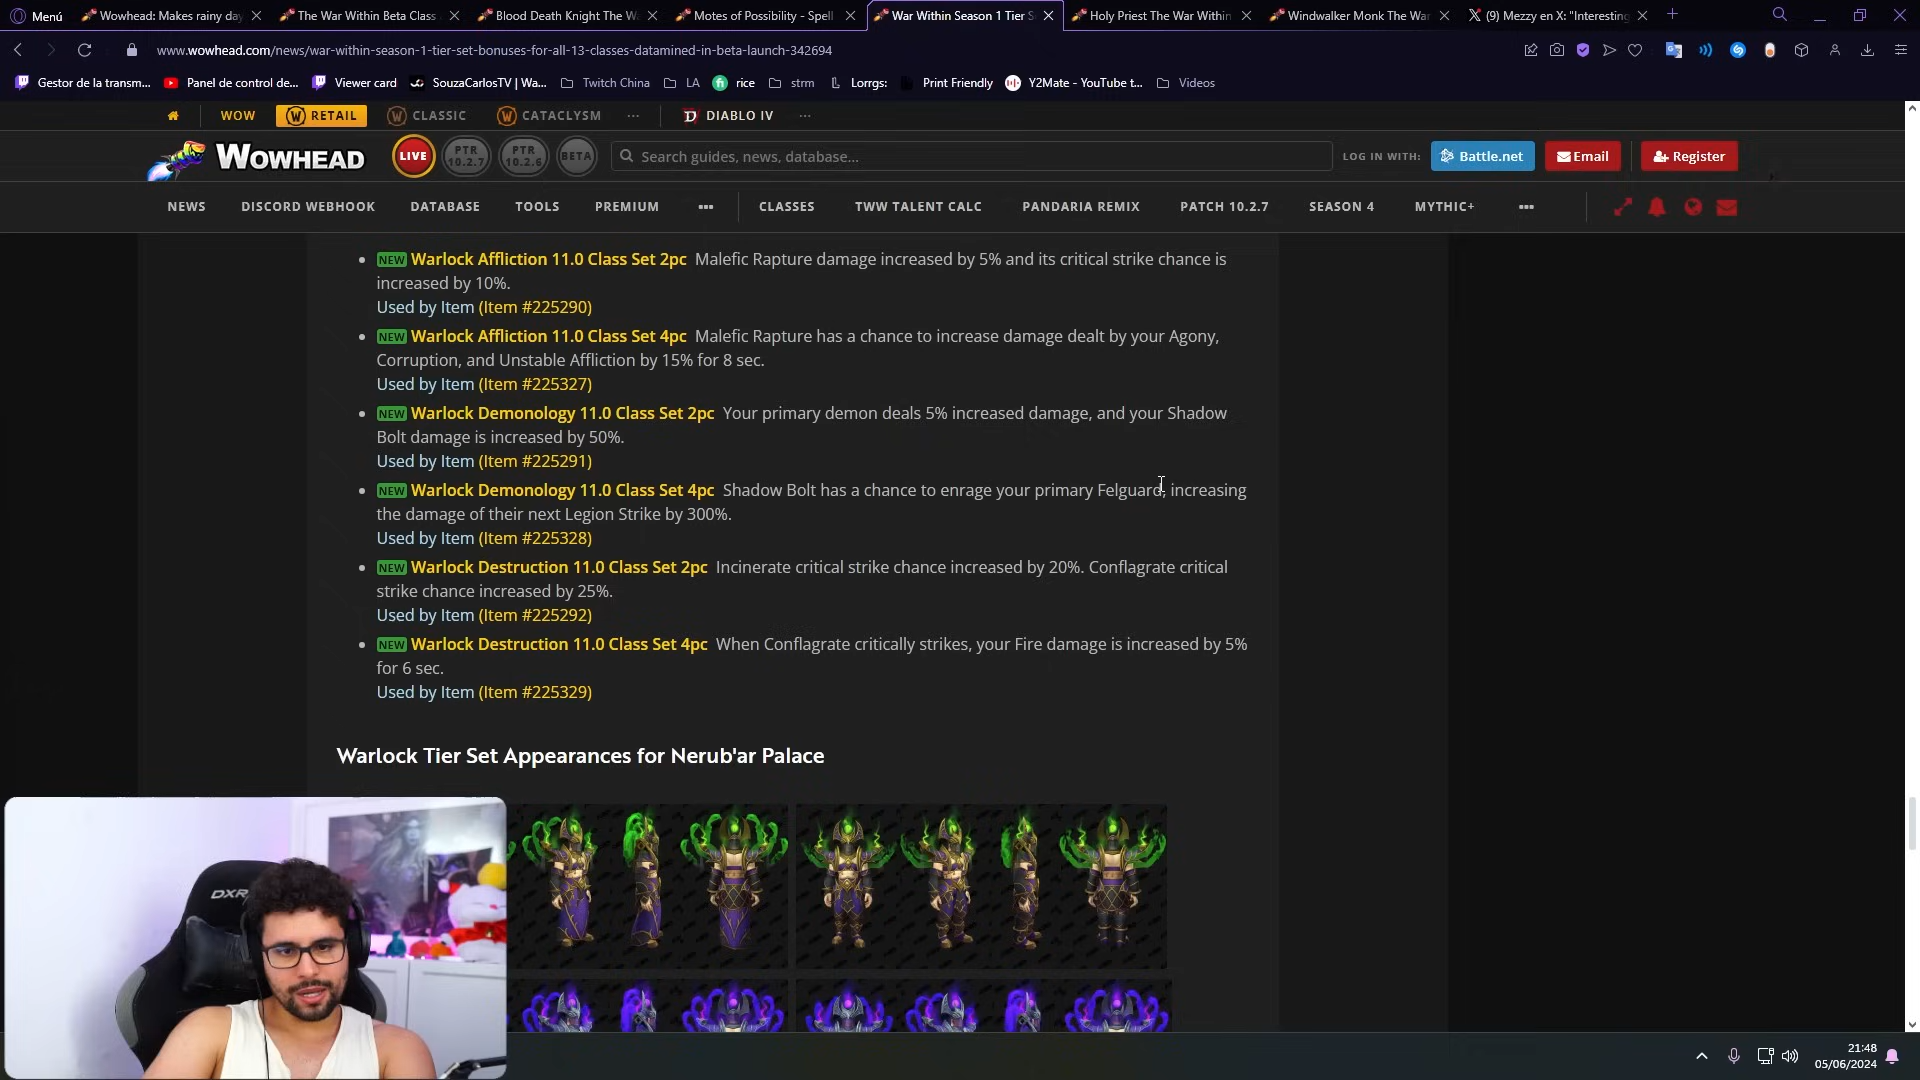 Menú
Wowhead: Makes rainy day
The War Within Beta Class
Blood Death Knight The W
Motes of Possibility - Spell
War Within Season 1 Tier S
Holy Priest The War Within
Windwalker Monk The War
(9) Mezzy en X: "Interesting
www.wowhead.com/news/war-within-season-1-tier-set-bonuses-for-all-13-classes-datamined-in-beta-launch-342694
Gestor de la transm...
Panel de control de...
Viewer card
SouzaCarlosTV | Wa...
Twitch China
LA
rice
strm
Lorrgs:
Print Friendly
Y2Mate - YouTube t...
Videos
WOW
RETAIL
CLASSIC
CATACLYSM
DIABLO IV
WOWHEAD
LIVE
PTR
10.2.7
PTR
10.2.6
BETA
Search guides, news, database...
LOG IN WITH:
Battle.net
Email
Register
NEWS
DISCORD WEBHOOK
DATABASE
TOOLS
PREMIUM
CLASSES
TWW TALENT CALC
PANDARIA REMIX
PATCH 10.2.7
SEASON 4
MYTHIC+
NEW Warlock Affliction 11.0 Class Set 2pc Malefic Rapture damage increased by 5% and its critical strike chance is
increased by 10%.
Used by Item (Item #225290)
NEW Warlock Affliction 11.0 Class Set 4pc Malefic Rapture has a chance to increase damage dealt by your Agony,
Corruption, and Unstable Affliction by 15% for 8 sec.
Used by Item (Item #225327)
NEW Warlock Demonology 11.0 Class Set 2pc Your primary demon deals 5% increased damage, and your Shadow
Bolt damage is increased by 50%.
Used by Item (Item #225291)
NEW Warlock Demonology 11.0 Class Set 4pc Shadow Bolt has a chance to enrage your primary Felguard, increasing
the damage of their next Legion Strike by 300%.
Used by Item (Item #225328)
NEW Warlock Destruction 11.0 Class Set 2pc Incinerate critical strike chance increased by 20%. Conflagrate critical
strike chance increased by 25%.
Used by Item (Item #225292)
NEW Warlock Destruction 11.0 Class Set 4pc When Conflagrate critically strikes, your Fire damage is increased by 5%
for 6 sec.
Used by Item (Item #225329)
Warlock Tier Set Appearances for Nerub'ar Palace
DXR
21:48
05/06/2024